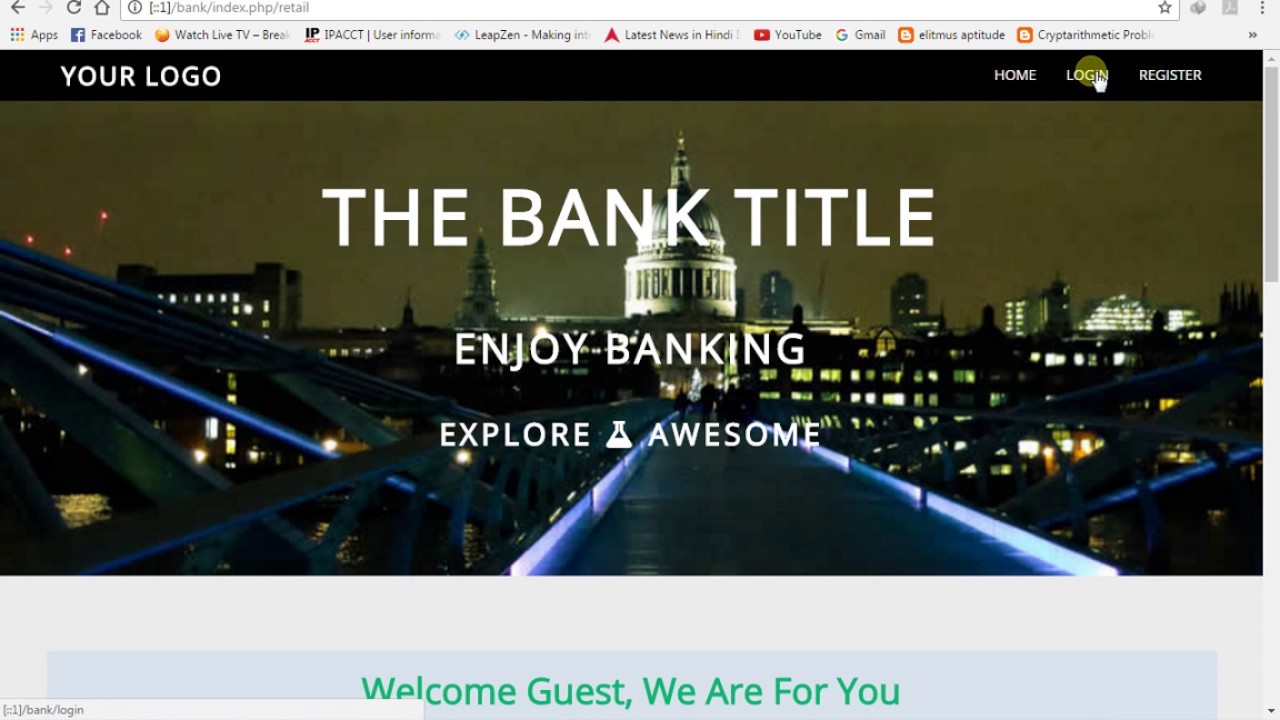 [::1]/bank/index.php/retail
Apps Facebook Watch Live TV – Break IPACCT | User informa LeapZen - Making int Latest News in Hindi YouTube Gmail elitmus aptitude Cryptarithmetic Probl »
YOUR LOGO HOME LOGIN REGISTER
THE BANK TITLE
ENJOY BANKING
EXPLORE AWESOME
Welcome Guest, We Are For You
[::1]/bank/login